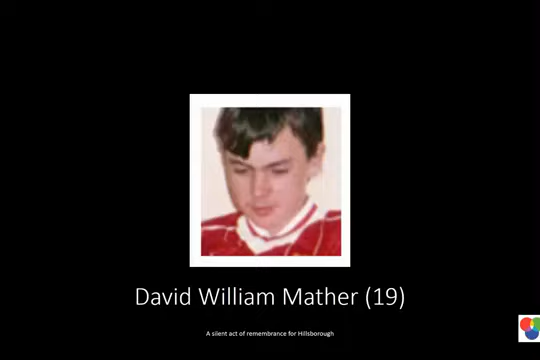 David William Mather (19)
A silent act of remembrance for Hillsborough